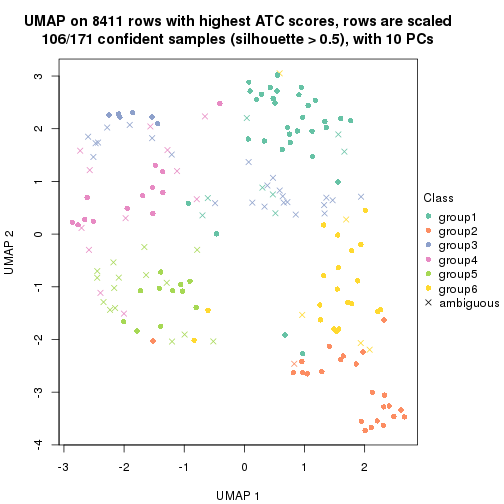 UMAP on 8411 rows with highest ATC scores, rows are scaled
106/171 confident samples (silhouette > 0.5), with 10 PCs
3
2
1
0
-1
-2
-3
-4
UMAP 2
-3
-2
-1
0
1
2
UMAP 1
Class
group1
group2
group3
group4
group5
group6
ambiguous